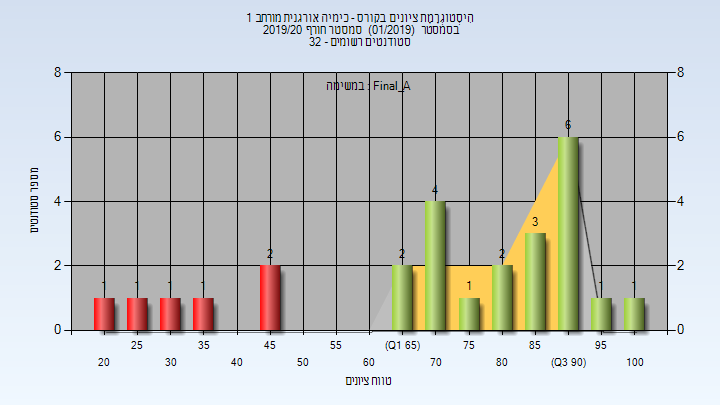 היסטוגרמת ציונים בקורס - כימיה אורגנית מורחב 1
בסמסטר (01/2019) סמסטר חורף 2019/20
סטודנטים רשומים - 32
במשימה : Final_A
8 8
6 6
4 4
2 2
0 0
מספר סטודנטים
1 1 1 1 2 2 4 1 2 3 6 1 1
25 35 45 55 (Q1 65) 75 85 95
20 30 40 50 60 70 80 (Q3 90) 100
טווח ציונים